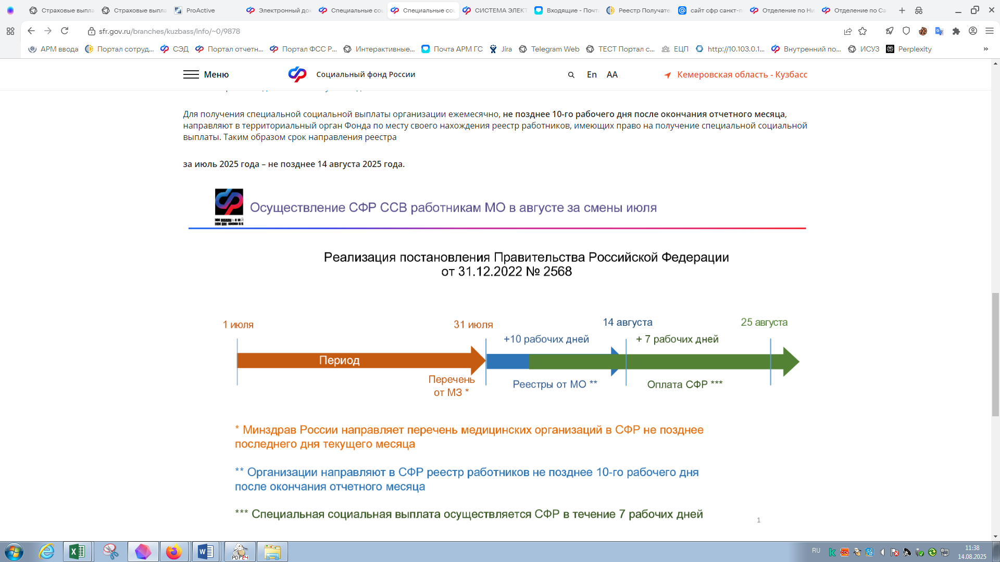 Страховые выпла
Страховые выпла
ProActive
Электронный док
Специальные соц
Специальные соц
СИСТЕМА ЭЛЕКТ
Входящие - Почт
Реестр Получате
сайт сфр санкт-п
Отделение по Ни
Отделение по Са
sfr.gov.ru/branches/kuzbass/info/~0/9878
АРМ ввода
Портал сотруд...
СЭД
Портал отчетн...
Портал ФСС Р...
Интерактивные...
Почта АРМ ГС
Jira
Telegram Web
ТЕСТ Портал с...
ЕЦП
http://10.103.0.1...
Внутренний по...
ИСУЗ
Perplexity
»
Меню
Социальный фонд России
En
АА
Кемеровская область - Кузбасс
Для получения специальной социальной выплаты организации ежемесячно, не позднее 10-го рабочего дня после окончания отчетного месяца,
направляют в территориальный орган Фонда по месту своего нахождения реестр работников, имеющих право на получение специальной социальной
выплаты. Таким образом срок направления реестра
за июль 2025 года – не позднее 14 августа 2025 года.
Осуществление СФР ССВ работникам МО в августе за смены июля
Реализация постановления Правительства Российской Федерации
от 31.12.2022 № 2568
1 июля
31 июля
14 августа
25 августа
+10 рабочих дней
+ 7 рабочих дней
Период
Перечень
от МЗ *
Реестры от МО **
Оплата СФР ***
* Минздрав России направляет перечень медицинских организаций в СФР не позднее
последнего дня текущего месяца
** Организации направляют в СФР реестр работников не позднее 10-го рабочего дня
после окончания отчетного месяца
*** Специальная социальная выплата осуществляется СФР в течение 7 рабочих дней
1
PDF24
RU
11:38
14.08.2025